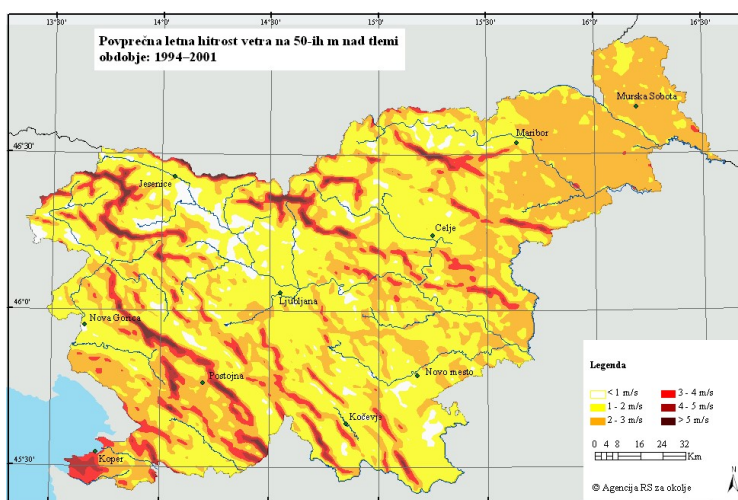 13°30' 14°0' 14°30' 15°0' 15°30' 16°0' 16°30'
Povprečna letna hitrost vetra na 50-ih m nad tlemi
obdobje: 1994–2001
Murska Sobota
Maribor
46°30'
Jesenice
Celje
46°0'
Ljubljana
Nova Gorica
Postojna
Novo mesto
Kočevje
Koper
45°30'
Legenda
< 1 m/s
1 - 2 m/s
2 - 3 m/s
3 - 4 m/s
4 - 5 m/s
> 5 m/s
0 4 8 16 24 32
Km
N
© Agencija RS za okolje